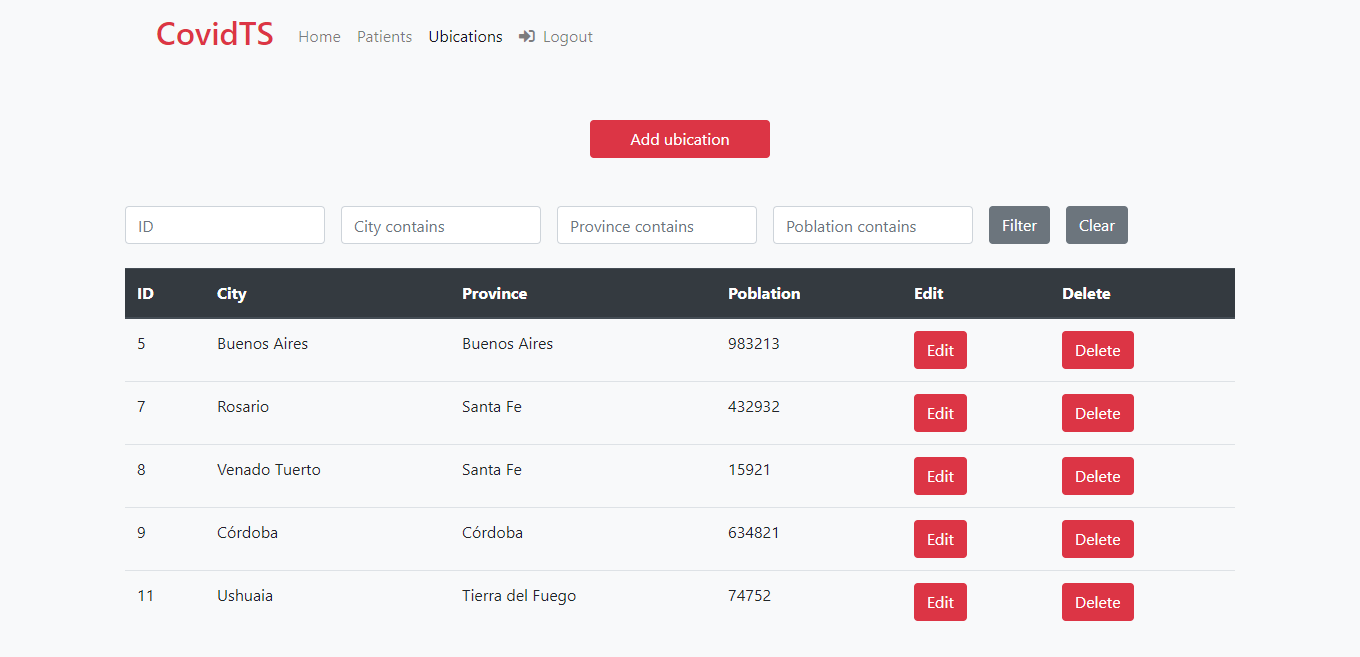 CovidTS Home Patients Ubications Logout
Add ubication
ID City contains Province contains Poblation contains Filter Clear
ID City Province Poblation Edit Delete
5 Buenos Aires Buenos Aires 983213 Edit Delete
7 Rosario Santa Fe 432932 Edit Delete
8 Venado Tuerto Santa Fe 15921 Edit Delete
9 Córdoba Córdoba 634821 Edit Delete
11 Ushuaia Tierra del Fuego 74752 Edit Delete